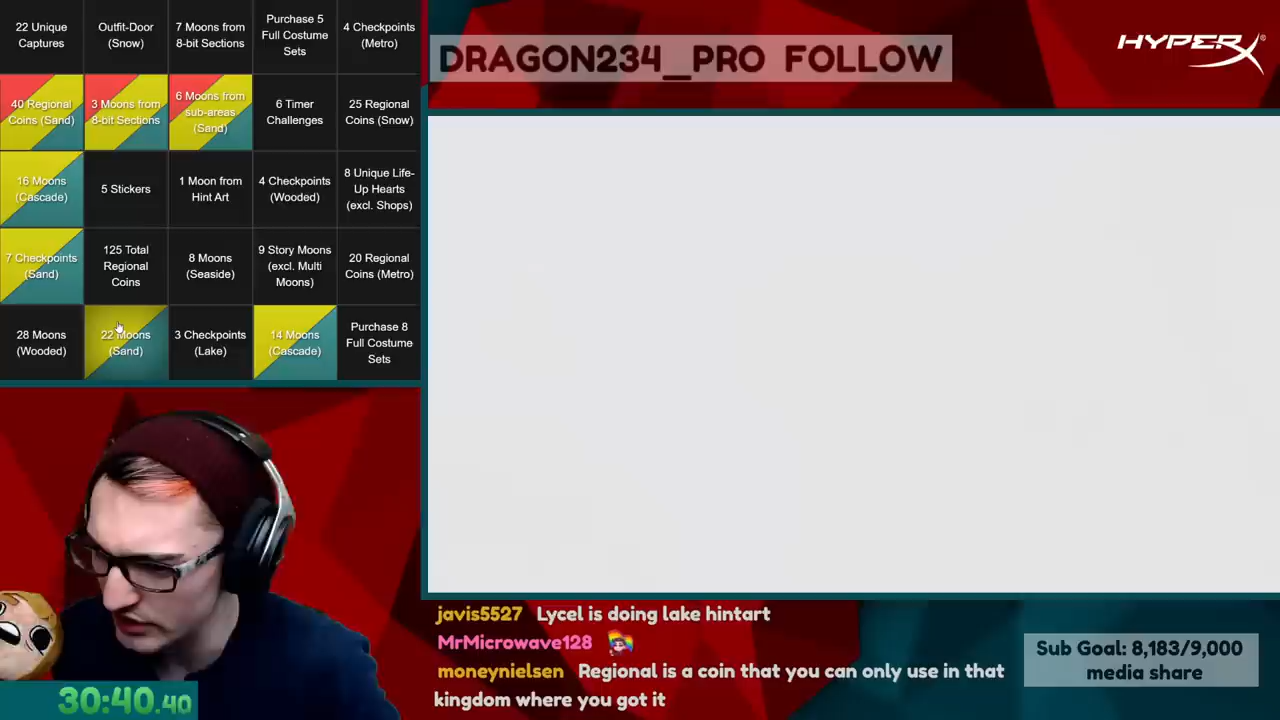 22 Unique
Captures
Outfit-Door
(Snow)
7 Moons from
8-bit Sections
Purchase 5
Full Costume
Sets
4 Checkpoints
(Metro)
40 Regional
Coins (Sand)
3 Moons from
8-bit Sections
6 Moons from
sub-areas
(Sand)
6 Timer
Challenges
25 Regional
Coins (Snow)
16 Moons
(Cascade)
5 Stickers
1 Moon from
Hint Art
4 Checkpoints
(Wooded)
8 Unique Life-
Up Hearts
(excl. Shops)
7 Checkpoints
(Sand)
125 Total
Regional
Coins
8 Moons
(Seaside)
9 Story Moons
(excl. Multi
Moons)
20 Regional
Coins (Metro)
28 Moons
(Wooded)
22 Moons
(Sand)
3 Checkpoints
(Lake)
14 Moons
(Cascade)
Purchase 8
Full Costume
Sets
DRAGON234_PRO FOLLOW
HYPERX
javis5527 Lycel is doing lake hintart
MrMicrowave128
moneynielsen Regional is a coin that you can only use in that
kingdom where you got it
Sub Goal: 8,183/9,000
media share
30:40.40